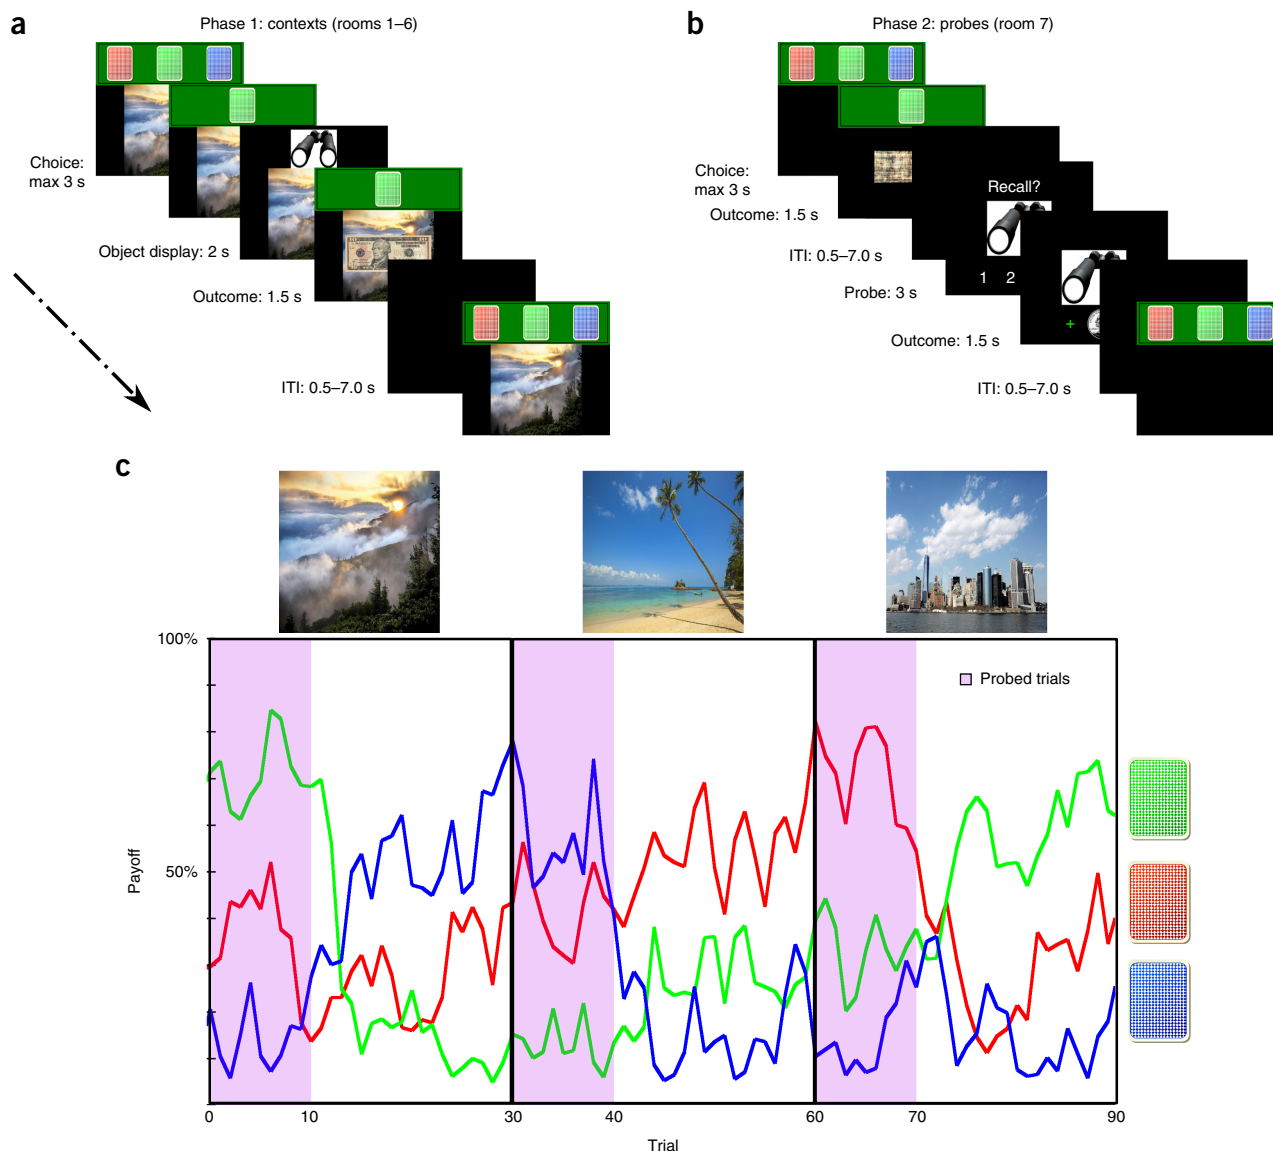 a
Phase 1: contexts (rooms 1–6)
Choice:
max 3 s
Object display: 2 s
Outcome: 1.5 s
ITI: 0.5–7.0 s
b
Phase 2: probes (room 7)
Choice:
max 3 s
Outcome: 1.5 s
Recall?
ITI: 0.5–7.0 s
1 2
Probe: 3 s
+
Outcome: 1.5 s
ITI: 0.5–7.0 s
c
100%
Probed trials
50%
Payoff
0 10 30 40 60 70 90
Trial